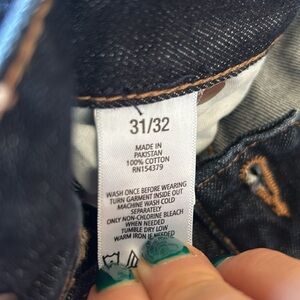 31/32
MADE IN
PAKISTAN
100% COTTON
RN154379
WASH ONCE BEFORE WEARING
TURN GARMENT INSIDE OUT
MACHINE WASH COLD
SEPARATELY
ONLY NON-CHLORINE BLEACH
WHEN NEEDED
TUMBLE DRY LOW
WARM IRON IF NEEDED